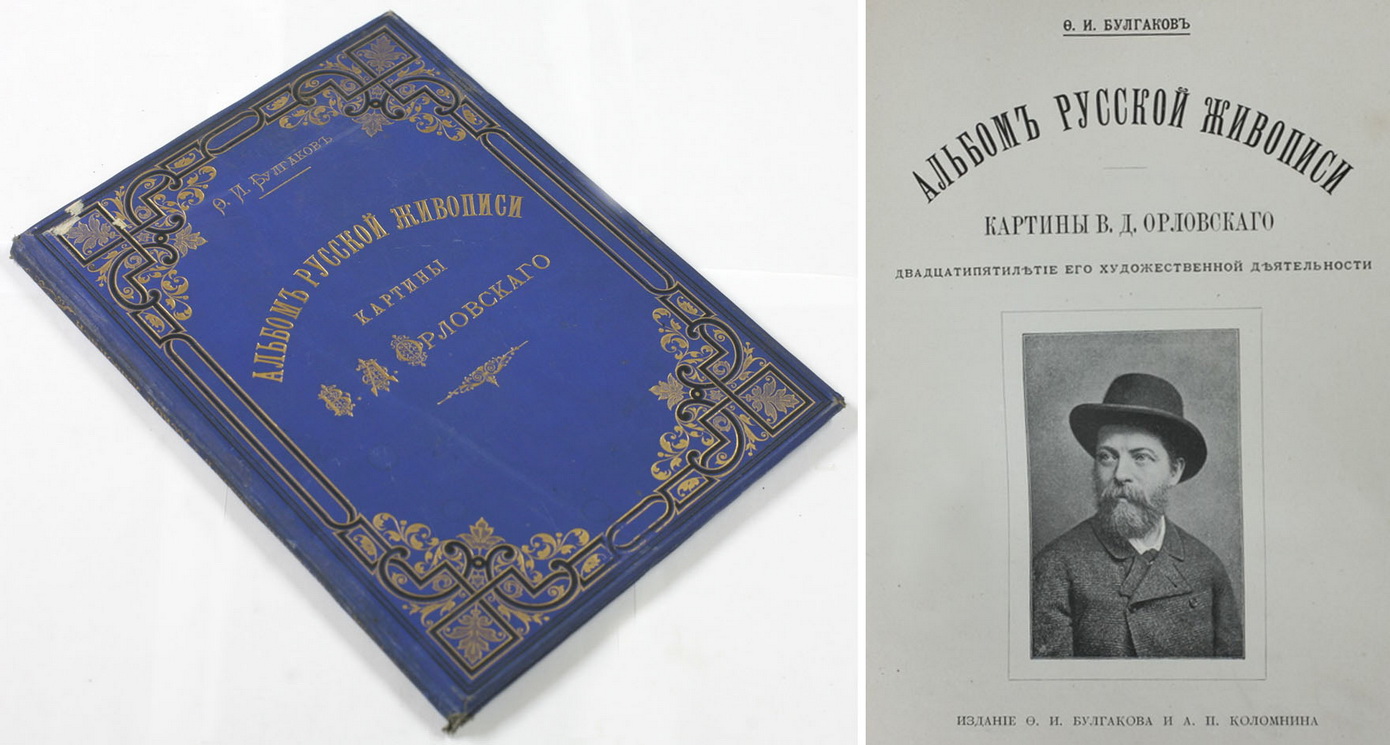 Ѳ. И. Булгаковъ
АЛЬБОМЪ РУССКОЙ ЖИВОПИСИ
КАРТИНЫ
В. Д. ОРЛОВСКАГО
Ѳ. И. БУЛГАКОВЪ
АЛЬБОМЪ РУССКОЙ ЖИВОПИСИ
КАРТИНЫ В. Д. ОРЛОВСКАГО
ДВАДЦАТИПЯТИЛѢТІЕ ЕГО ХУДОЖЕСТВЕННОЙ ДѢЯТЕЛЬНОСТИ
ИЗДАНІЕ Ѳ. И. БУЛГАКОВА И А. П. КОЛОМНИНА